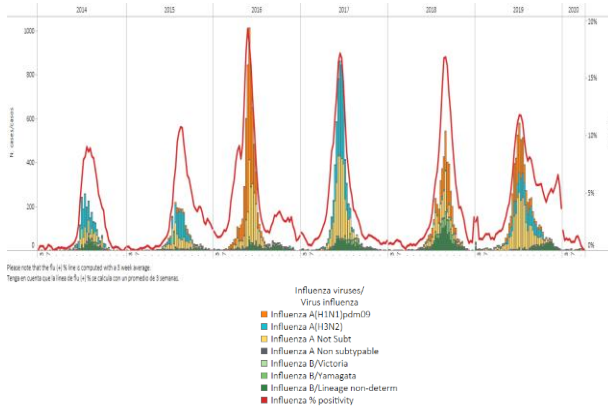 2014 2015 2016 2017 2018 2019 2020
1000
800
600
400
200
0
N. cases/casos
20%
15%
10%
5%
0%
Please note that the flu (+) % line is computed with a 3 week average.
Tenga en cuenta que la línea de flu (+) % se calcula con un promedio de 3 semanas.
Influenza viruses/
Virus influenza
Influenza A(H1N1)pdm09
Influenza A(H3N2)
Influenza A Not Subt
Influenza A Non subtypable
Influenza B/Victoria
Influenza B/Yamagata
Influenza B/Lineage non-determ
Influenza % positivity